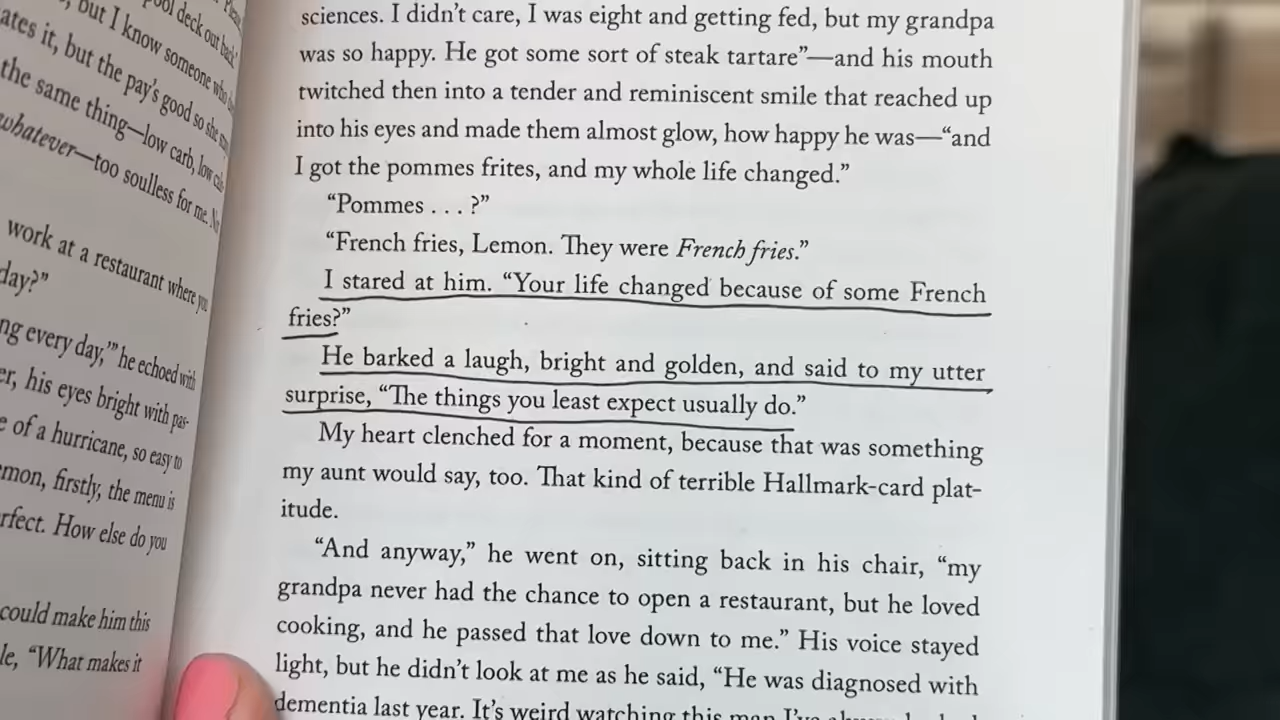 pool deck out back
, but I know someone who
ates it, but the pay's good so she
the same thing—low carb, low
whatever—too soulless for me.
work at a restaurant where you
day?"
ng every day,'" he echoed with
er, his eyes bright with pas-
e of a hurricane, so easy to
mon, firstly, the menu is
rfect. How else do you
could make him this
le, "What makes it
sciences. I didn't care, I was eight and getting fed, but my grandpa
was so happy. He got some sort of steak tartare"—and his mouth
twitched then into a tender and reminiscent smile that reached up
into his eyes and made them almost glow, how happy he was—"and
I got the pommes frites, and my whole life changed."
"Pommes . . . ?"
"French fries, Lemon. They were French fries."
I stared at him. "Your life changed because of some French
fries?"
He barked a laugh, bright and golden, and said to my utter
surprise, "The things you least expect usually do."
My heart clenched for a moment, because that was something
my aunt would say, too. That kind of terrible Hallmark-card plat-
itude.
"And anyway," he went on, sitting back in his chair, "my
grandpa never had the chance to open a restaurant, but he loved
cooking, and he passed that love down to me." His voice stayed
light, but he didn't look at me as he said, "He was diagnosed with
dementia last year. It's weird watching this man I've